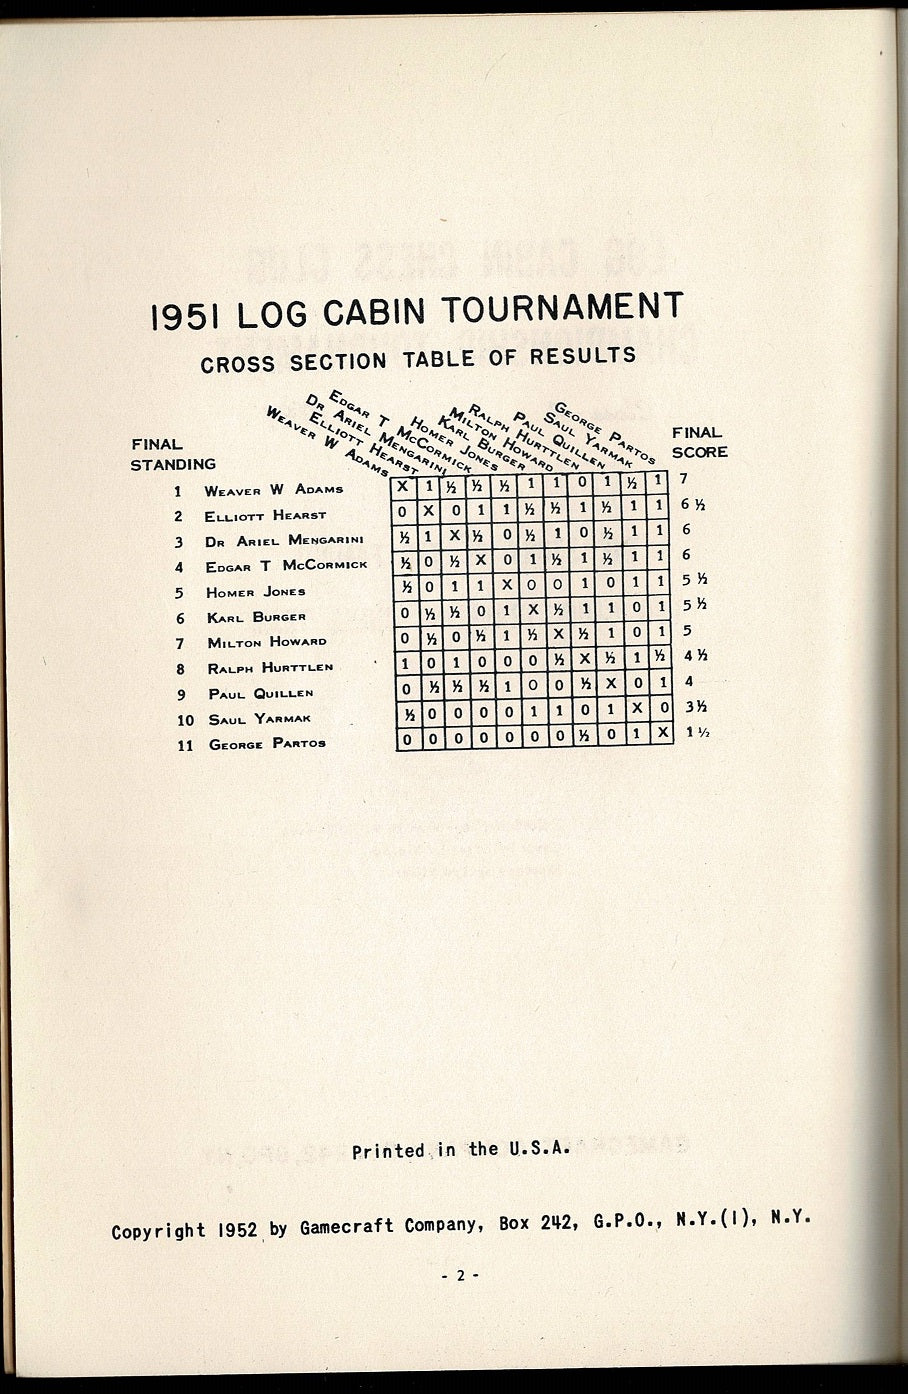 1951 LOG CABIN TOURNAMENT
CROSS SECTION TABLE OF RESULTS
WEAVER W ADAMS
ELLIOTT HEARST
DR ARIEL MENGARINI
EDGAR T MCCORMICK
HOMER JONES
KARL BURGER
MILTON HOWARD
RALPH HURTTLEN
PAUL QUILLEN
SAUL YARMAK
GEORGE PARTOS
FINAL STANDING
FINAL SCORE
1 WEAVER W ADAMS X 1 ½ ½ ½ 1 1 0 1 ½ 1 7
2 ELLIOTT HEARST 0 X 0 1 1 ½ ½ 1 ½ 1 1 6 ½
3 DR ARIEL MENGARINI ½ 1 X ½ 0 ½ 1 0 ½ 1 1 6
4 EDGAR T MCCORMICK ½ 0 ½ X 0 1 ½ 1 ½ 1 1 6
5 HOMER JONES ½ 0 1 1 X 0 0 1 0 1 1 5 ½
6 KARL BURGER 0 ½ ½ 0 1 X ½ 1 1 0 1 5 ½
7 MILTON HOWARD 0 ½ 0 ½ 1 ½ X ½ 1 0 1 5
8 RALPH HURTTLEN 1 0 1 0 0 0 ½ X ½ 1 ½ 4 ½
9 PAUL QUILLEN 0 ½ ½ ½ 1 0 0 ½ X 0 1 4
10 SAUL YARMAK ½ 0 0 0 0 1 1 0 1 X 0 3 ½
11 GEORGE PARTOS 0 0 0 0 0 0 0 ½ 0 1 X 1 ½
Printed in the U.S.A.
Copyright 1952 by Gamecraft Company, Box 242, G.P.O., N.Y.(1), N.Y.
- 2 -